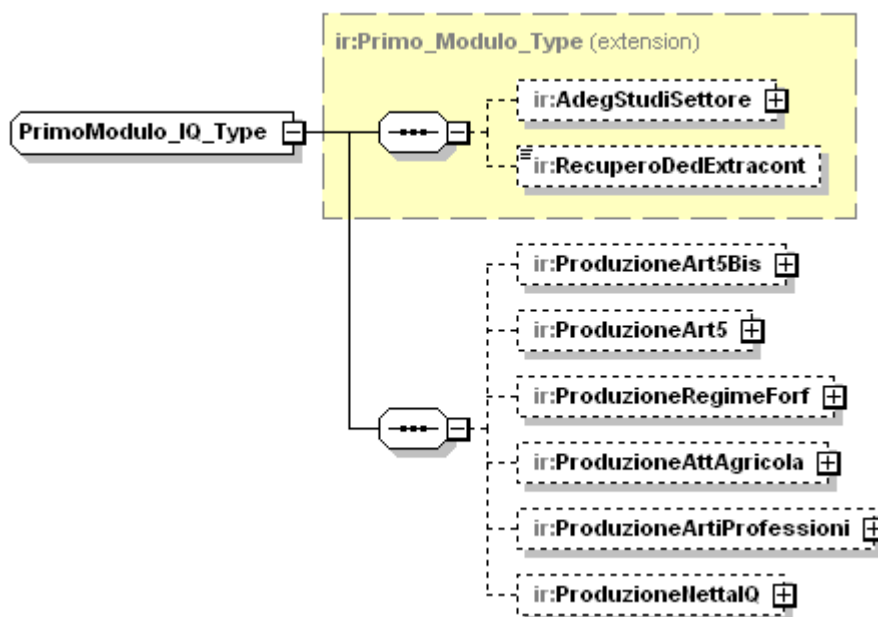 ir:Primo_Modulo_Type (extension)
ir:AdegStudiSettore
PrimoModulo_IQ_Type
ir:RecuperoDedExtracont
ir:ProduzioneArt5Bis
ir:ProduzioneArt5
ir:ProduzioneRegimeForf
ir:ProduzioneAttAgricola
ir:ProduzioneArtiProfessioni
ir:ProduzioneNettaIQ